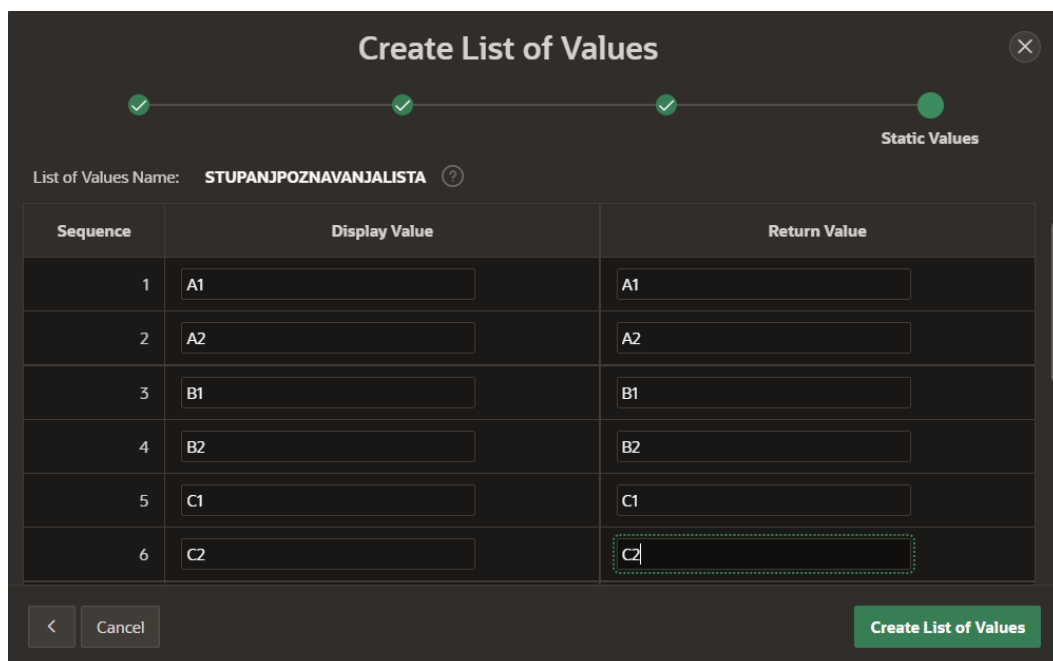 Create List of Values
Static Values
List of Values Name: STUPANJPOZNAVANJALISTA ?
Sequence Display Value Return Value
1 A1 A1
2 A2 A2
3 B1 B1
4 B2 B2
5 C1 C1
6 C2 C2
< Cancel Create List of Values